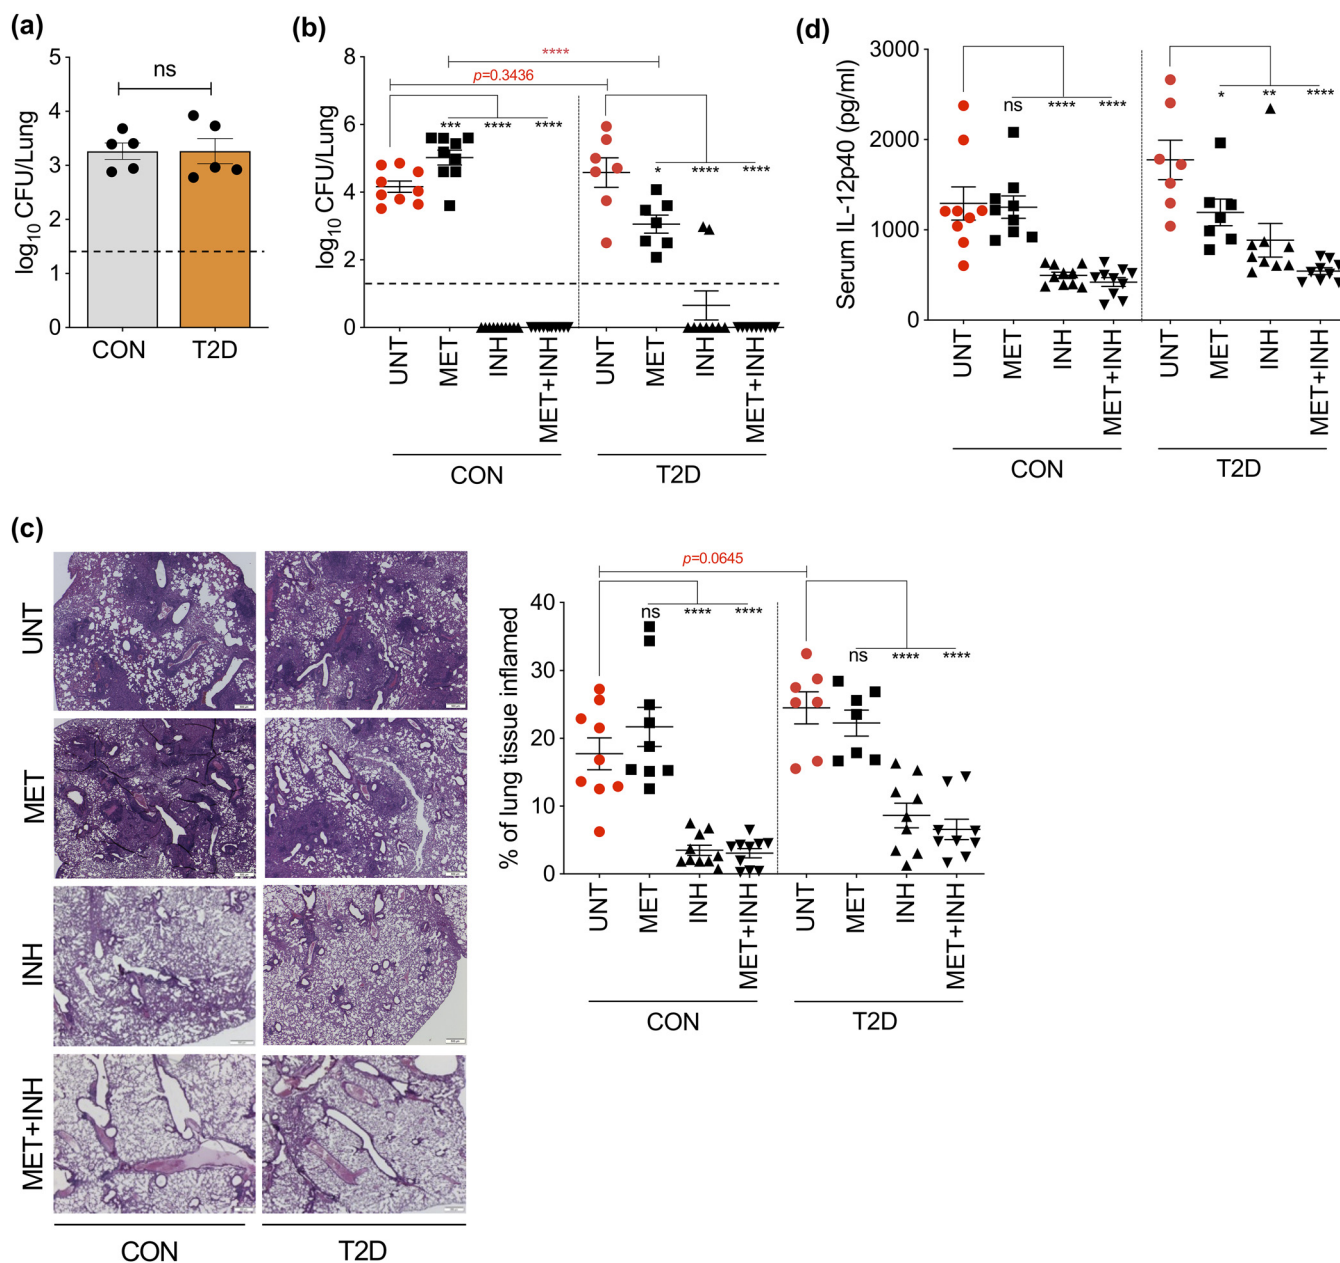 (a)
ns
log10 CFU/Lung
5
4
3
2
1
0
CON
T2D
(b)
****
p=0.3436
*** **** ****
* **** ****
log10 CFU/Lung
8
6
4
2
0
UNT
MET
INH
MET+INH
UNT
MET
INH
MET+INH
CON
T2D
(d)
ns **** ****
* ** ****
Serum IL-12p40 (pg/ml)
3000
2000
1000
0
UNT
MET
INH
MET+INH
UNT
MET
INH
MET+INH
CON
T2D
(c)
UNT
MET
INH
MET+INH
CON
T2D
p=0.0645
ns **** ****
ns **** ****
% of lung tissue inflamed
40
30
20
10
0
UNT
MET
INH
MET+INH
UNT
MET
INH
MET+INH
CON
T2D